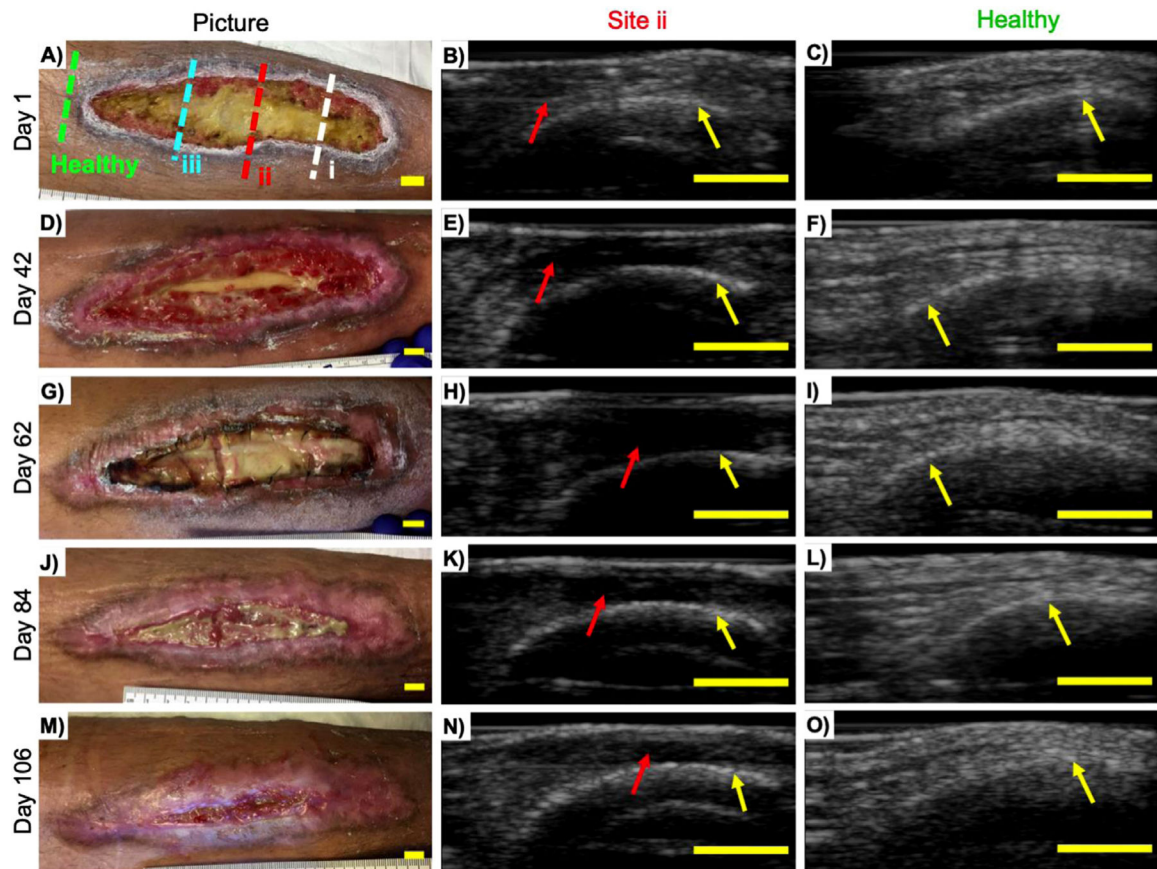 Picture
Site ii
Healthy
Day 1
A)
Healthy
iii
ii
i
B)
C)
Day 42
D)
E)
F)
Day 62
G)
H)
I)
Day 84
J)
K)
L)
Day 106
M)
N)
O)